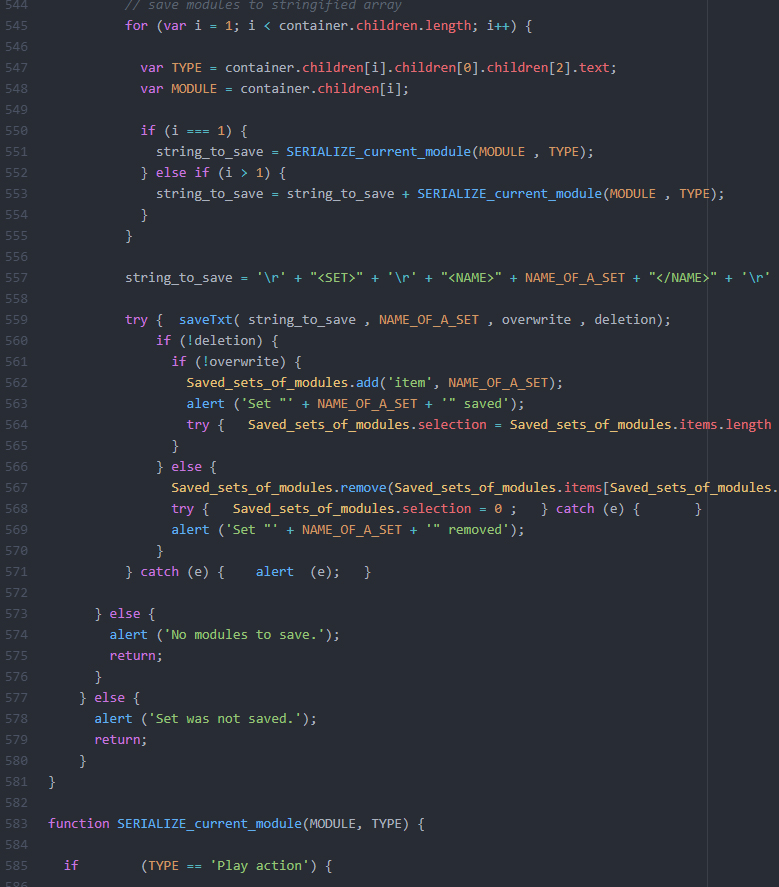 544 // save modules to stringified array
545 for (var i = 1; i < container.children.length; i++) {
546
547 var TYPE = container.children[i].children[0].children[2].text;
548 var MODULE = container.children[i];
549
550 if (i === 1) {
551 string_to_save = SERIALIZE_current_module(MODULE , TYPE);
552 } else if (i > 1) {
553 string_to_save = string_to_save + SERIALIZE_current_module(MODULE , TYPE);
554 }
555 }
556
557 string_to_save = '\r' + "<SET>" + '\r' + "<NAME>" + NAME_OF_A_SET + "</NAME>" + '\r'
558
559 try {  saveTxt( string_to_save , NAME_OF_A_SET , overwrite , deletion);
560 if (!deletion) {
561 if (!overwrite) {
562 Saved_sets_of_modules.add('item', NAME_OF_A_SET);
563 alert ('Set "' + NAME_OF_A_SET + '" saved');
564 try {   Saved_sets_of_modules.selection = Saved_sets_of_modules.items.length
565 }
566 } else {
567 Saved_sets_of_modules.remove(Saved_sets_of_modules.items[Saved_sets_of_modules.
568 try {   Saved_sets_of_modules.selection = 0 ;   } catch (e) {       }
569 alert ('Set "' + NAME_OF_A_SET + '" removed');
570 }
571 } catch (e) {    alert  (e);   }
572
573 } else {
574 alert ('No modules to save.');
575 return;
576 }
577 } else {
578 alert ('Set was not saved.');
579 return;
580 }
581 }
582
583 function SERIALIZE_current_module(MODULE, TYPE) {
584
585 if        (TYPE == 'Play action') {
586